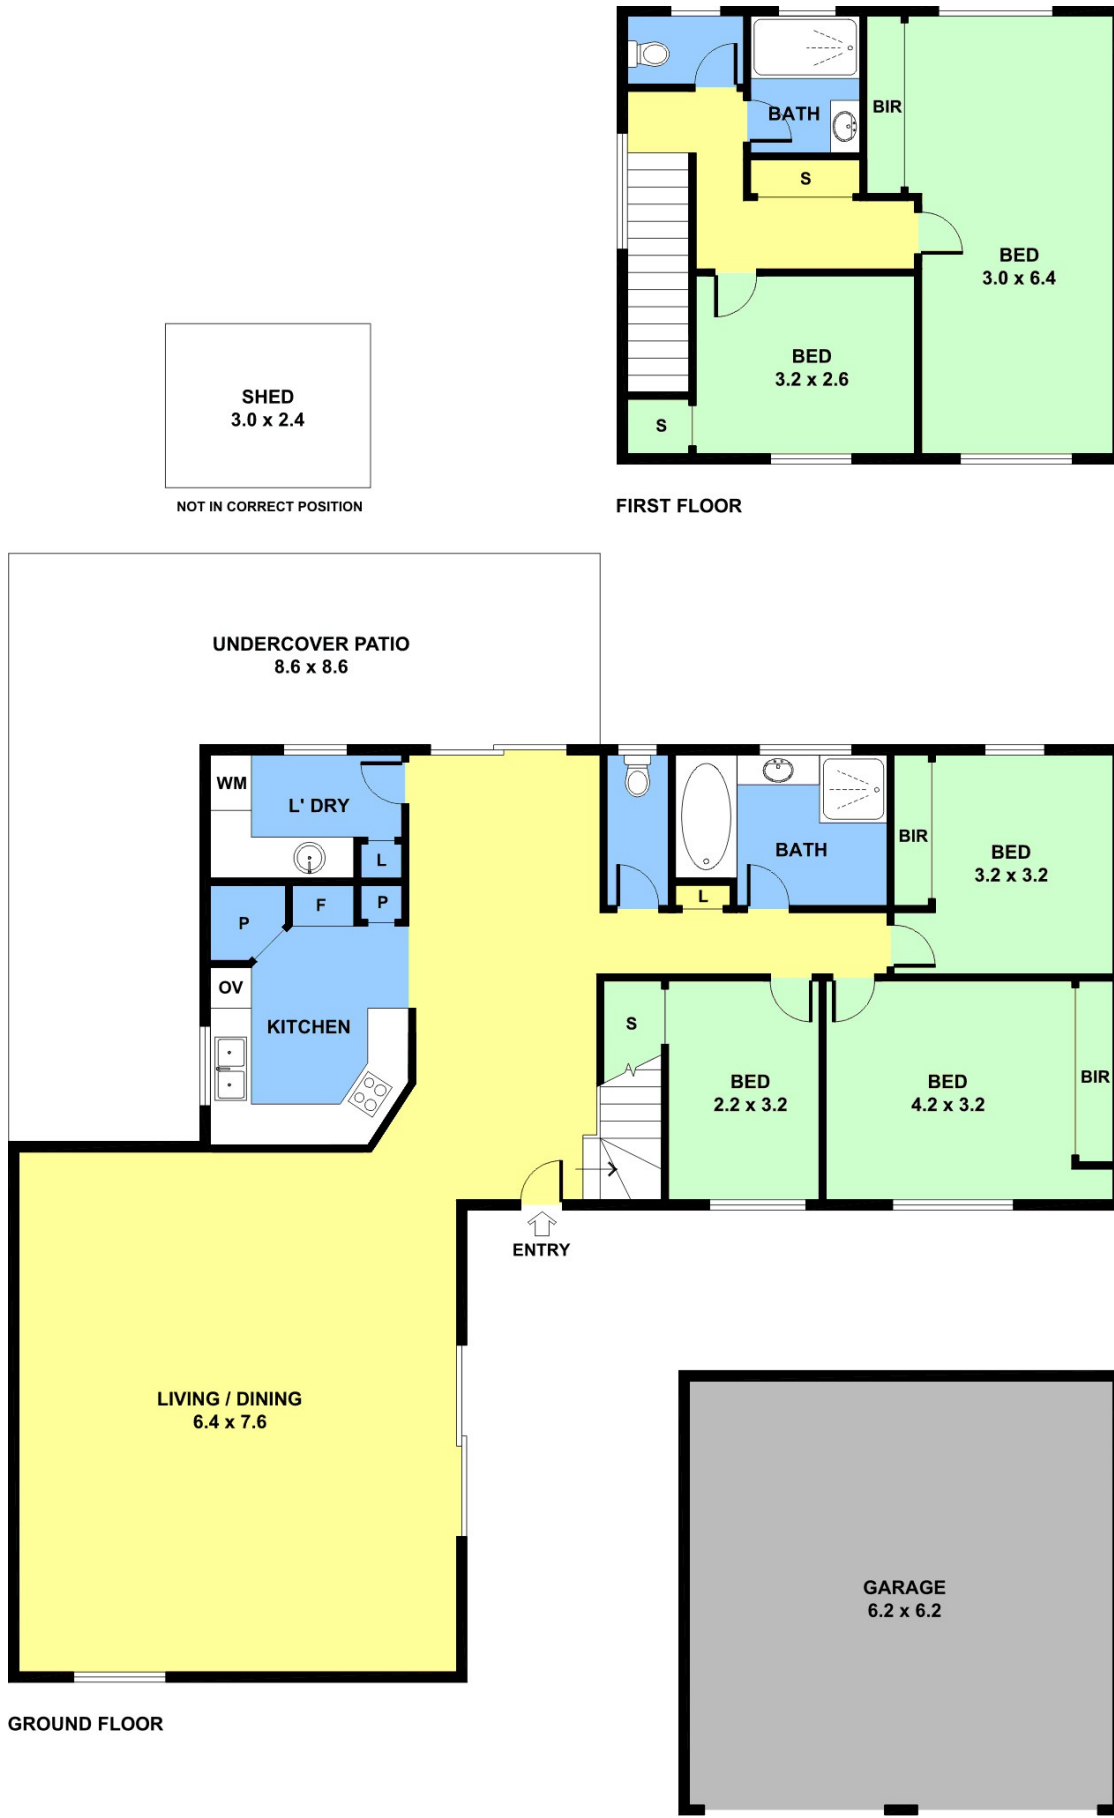 BATH
BIR
S
BED
3.0 x 6.4
BED
3.2 x 2.6
S
FIRST FLOOR
SHED
3.0 x 2.4
NOT IN CORRECT POSITION
UNDERCOVER PATIO
8.6 x 8.6
WM
L' DRY
L
P
F
P
OV
KITCHEN
BATH
L
BIR
BED
3.2 x 3.2
S
BED
2.2 x 3.2
BED
4.2 x 3.2
BIR
ENTRY
LIVING / DINING
6.4 x 7.6
GARAGE
6.2 x 6.2
GROUND FLOOR